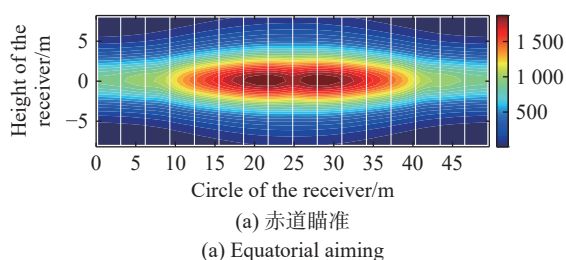 Height of the
receiver/m
5
0
−5
0 5 10 15 20 25 30 35 40 45
Circle of the receiver/m
1 500
1 000
500
(a) 赤道瞄准
(a) Equatorial aiming